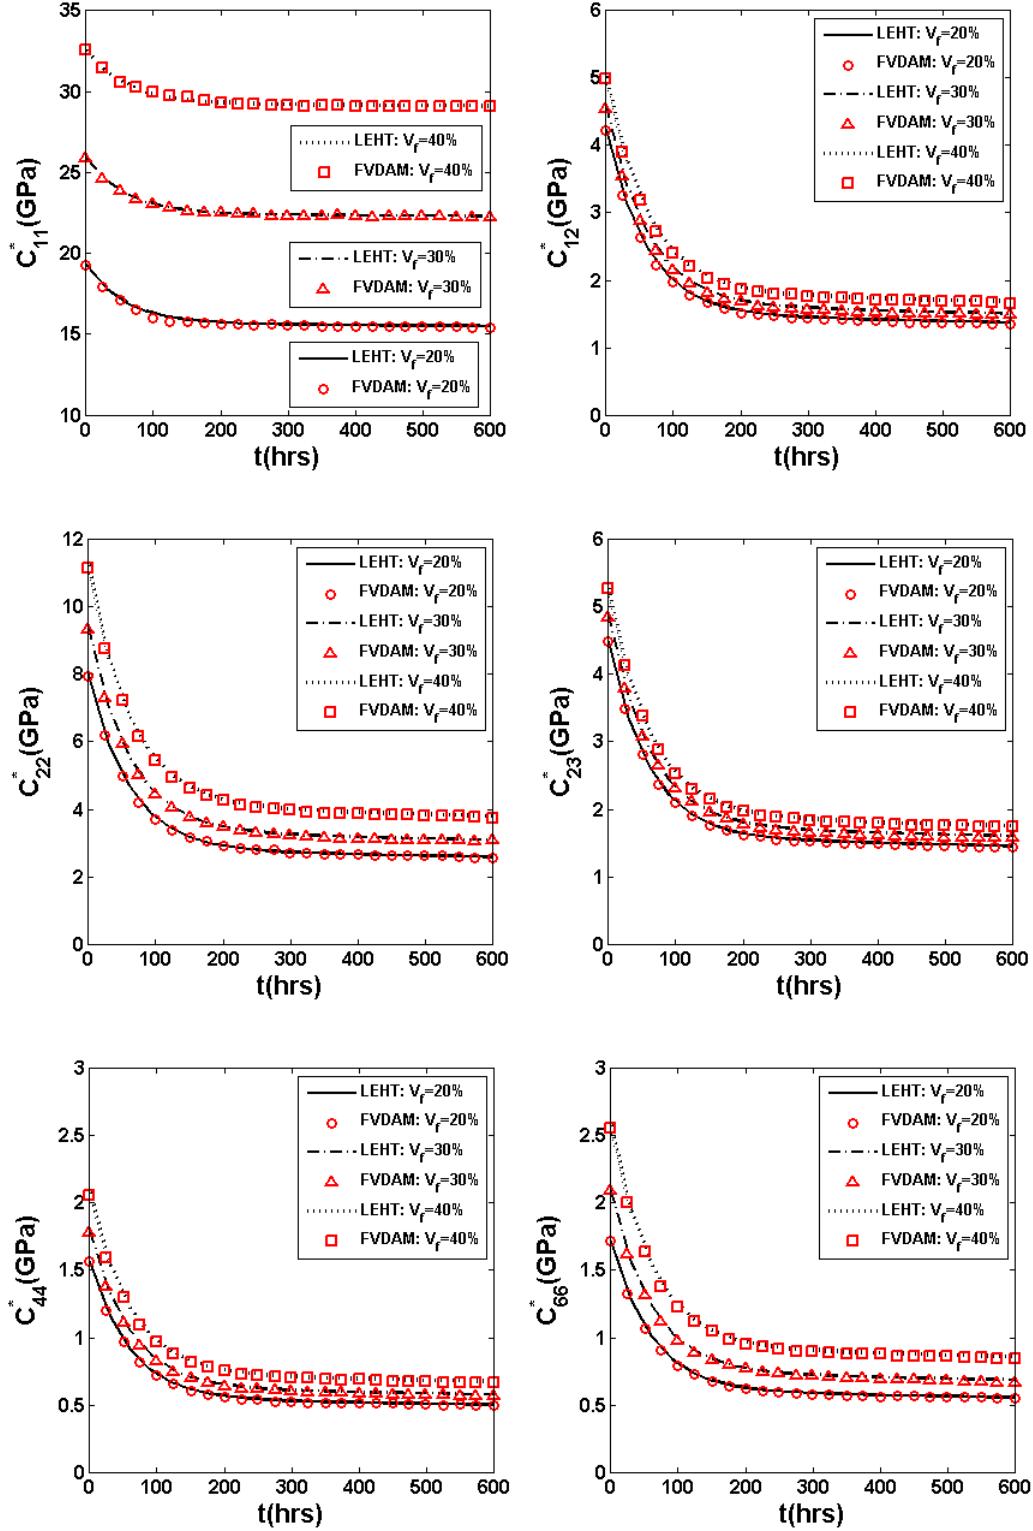 35
30
25
20
15
10
C*11(GPa)
LEHT: Vf=40%
FVDAM: Vf=40%
LEHT: Vf=30%
FVDAM: Vf=30%
LEHT: Vf=20%
FVDAM: Vf=20%
0 100 200 300 400 500 600
t(hrs)
6
5
4
3
2
1
0
C*12(GPa)
LEHT: Vf=20%
FVDAM: Vf=20%
LEHT: Vf=30%
FVDAM: Vf=30%
LEHT: Vf=40%
FVDAM: Vf=40%
0 100 200 300 400 500 600
t(hrs)
12
10
8
6
4
2
0
C*22(GPa)
LEHT: Vf=20%
FVDAM: Vf=20%
LEHT: Vf=30%
FVDAM: Vf=30%
LEHT: Vf=40%
FVDAM: Vf=40%
0 100 200 300 400 500 600
t(hrs)
6
5
4
3
2
1
0
C*23(GPa)
LEHT: Vf=20%
FVDAM: Vf=20%
LEHT: Vf=30%
FVDAM: Vf=30%
LEHT: Vf=40%
FVDAM: Vf=40%
0 100 200 300 400 500 600
t(hrs)
3
2.5
2
1.5
1
0.5
0
C*44(GPa)
LEHT: Vf=20%
FVDAM: Vf=20%
LEHT: Vf=30%
FVDAM: Vf=30%
LEHT: Vf=40%
FVDAM: Vf=40%
0 100 200 300 400 500 600
t(hrs)
3
2.5
2
1.5
1
0.5
0
C*66(GPa)
LEHT: Vf=20%
FVDAM: Vf=20%
LEHT: Vf=30%
FVDAM: Vf=30%
LEHT: Vf=40%
FVDAM: Vf=40%
0 100 200 300 400 500 600
t(hrs)